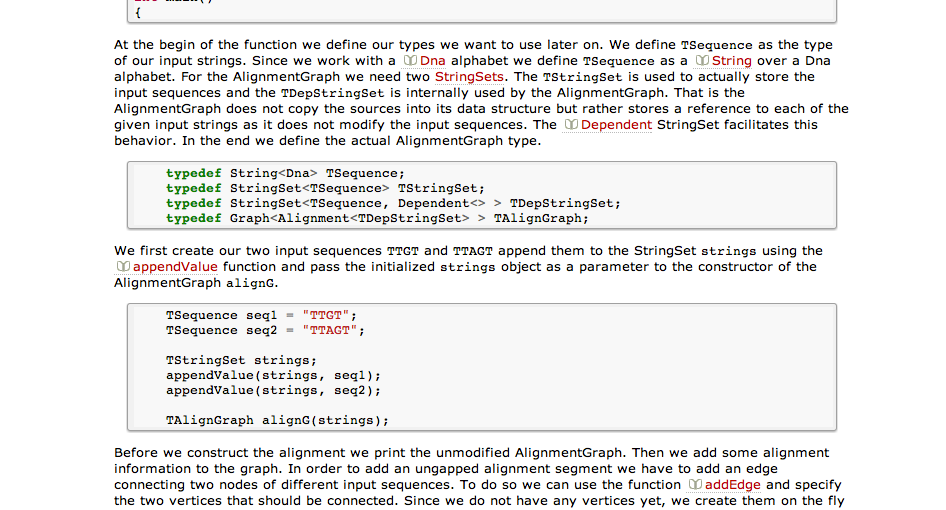 {
At the begin of the function we define our types we want to use later on. We define TSequence as the type
of our input strings. Since we work with a Dna alphabet we define TSequence as a String over a Dna
alphabet. For the AlignmentGraph we need two StringSets. The TStringSet is used to actually store the
input sequences and the TDepStringSet is internally used by the AlignmentGraph. That is the
AlignmentGraph does not copy the sources into its data structure but rather stores a reference to each of the
given input strings as it does not modify the input sequences. The Dependent StringSet facilitates this
behavior. In the end we define the actual AlignmentGraph type.
typedef String<Dna> TSequence;
typedef StringSet<TSequence> TStringSet;
typedef StringSet<TSequence, Dependent<> > TDepStringSet;
typedef Graph<Alignment<TDepStringSet> > TAlignGraph;
We first create our two input sequences TTGT and TTAGT append them to the StringSet strings using the
appendValue function and pass the initialized strings object as a parameter to the constructor of the
AlignmentGraph alignG.
TSequence seq1 = "TTGT";
TSequence seq2 = "TTAGT";
TStringSet strings;
appendValue(strings, seq1);
appendValue(strings, seq2);
TAlignGraph alignG(strings);
Before we construct the alignment we print the unmodified AlignmentGraph. Then we add some alignment
information to the graph. In order to add an ungapped alignment segment we have to add an edge
connecting two nodes of different input sequences. To do so we can use the function addEdge and specify
the two vertices that should be connected. Since we do not have any vertices yet, we create them on the fly